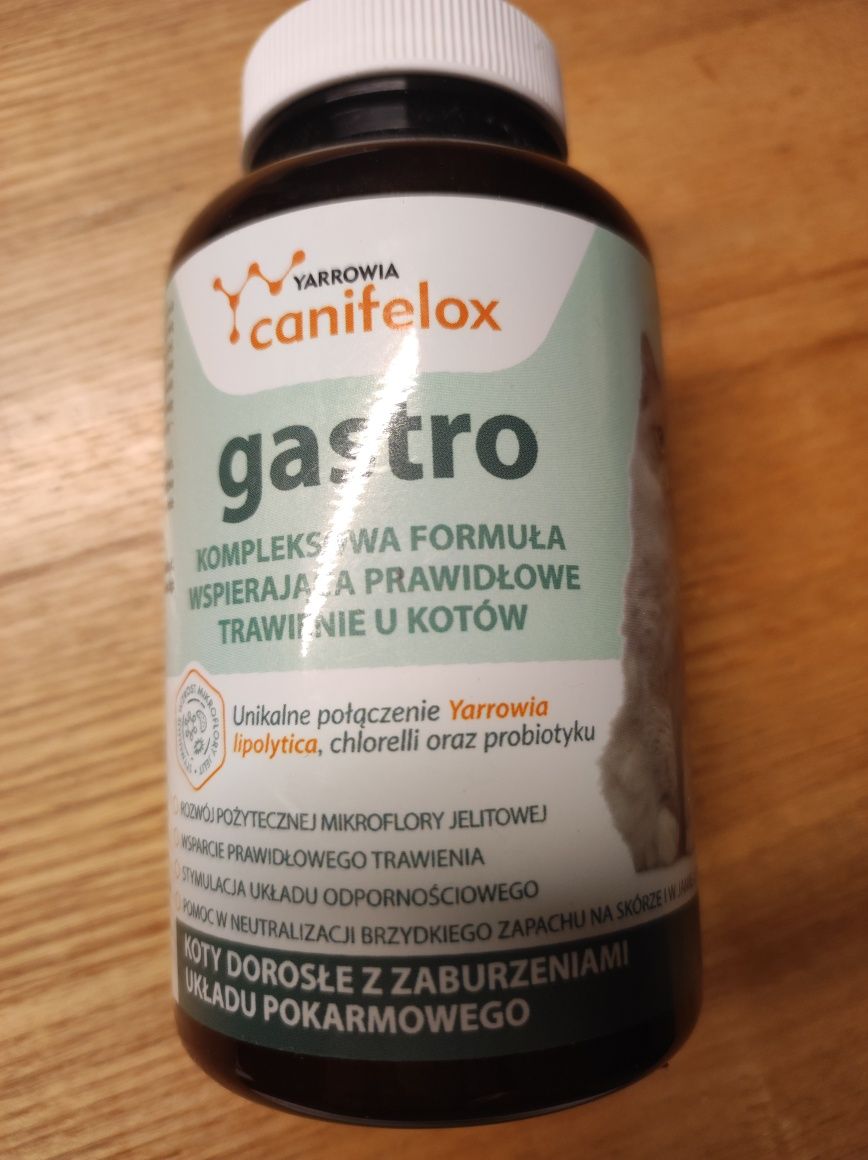 YARROWIA
canifelox
gastro
KOMPLEKSOWA FORMUŁA
WSPIERAJĄCA PRAWIDŁOWE
TRAWIENIE U KOTÓW
Unikalne połączenie Yarrowia
lipolytica, chlorelli oraz probiotyku
ROZWÓJ POŻYTECZNEJ MIKROFLORY JELITOWEJ
WSPARCIE PRAWIDŁOWEGO TRAWIENIA
STYMULACJA UKŁADU ODPORNOŚCIOWEGO
POMOC W NEUTRALIZACJI BRZYDKIEGO ZAPACHU NA SKÓRZE I W
KOTY DOROSŁE Z ZABURZENIAMI
UKŁADU POKARMOWEGO